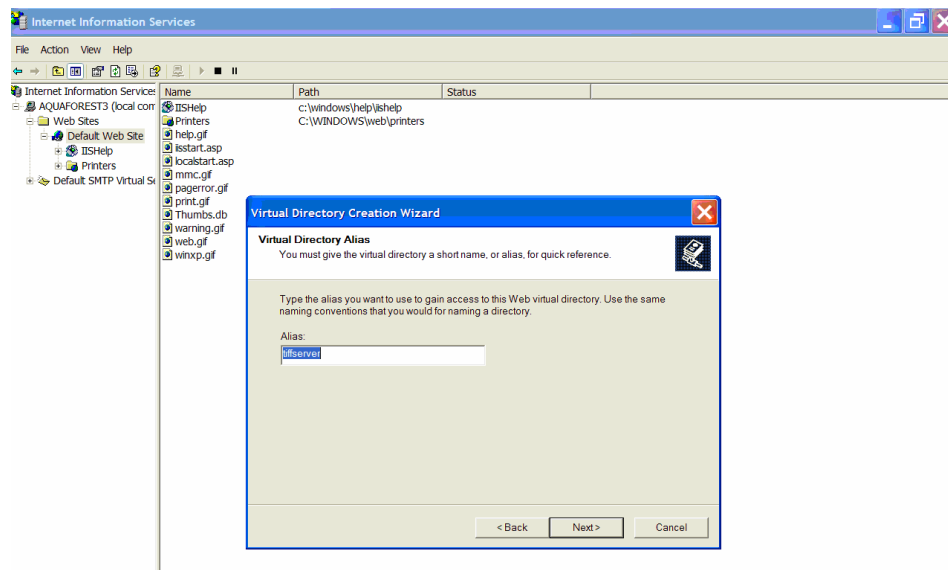 Internet Information Services
File Action View Help
Internet Information Services
Name Path Status
AQUAFOREST3 (local com
Web Sites
Default Web Site
IISHelp
Printers
Default SMTP Virtual Se
IISHelp c:\windows\help\iishelp
Printers C:\WINDOWS\web\printers
help.gif
iisstart.asp
localstart.asp
mmc.gif
pagerror.gif
print.gif
Thumbs.db
warning.gif
web.gif
winxp.gif
Virtual Directory Creation Wizard
Virtual Directory Alias
You must give the virtual directory a short name, or alias, for quick reference.
Type the alias you want to use to gain access to this Web virtual directory. Use the same
naming conventions that you would for naming a directory.
Alias:
tiffserver
< Back Next > Cancel